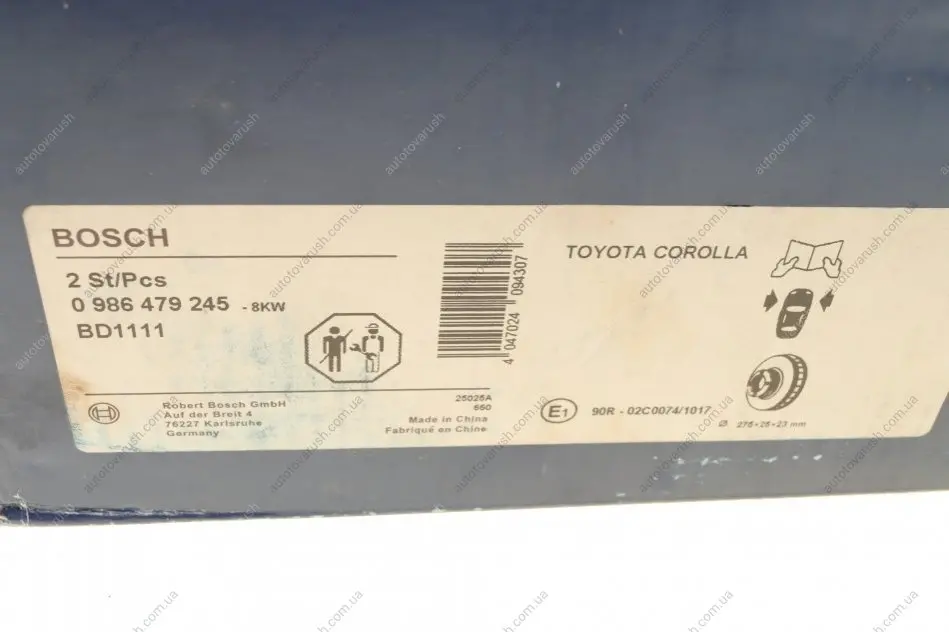 BOSCH
2 St/Pcs
0 986 479 245 - 8KW
BD1111
Robert Bosch GmbH
Auf der Breit 4
76227 Karlsruhe
Germany
25025A
550
Made in China
Fabriqué en Chine
4 047024 094307
TOYOTA COROLLA
E1
90R - 02C0074/1017
Ø 275×25×23 mm
autotovarush
autotovarush.com.ua